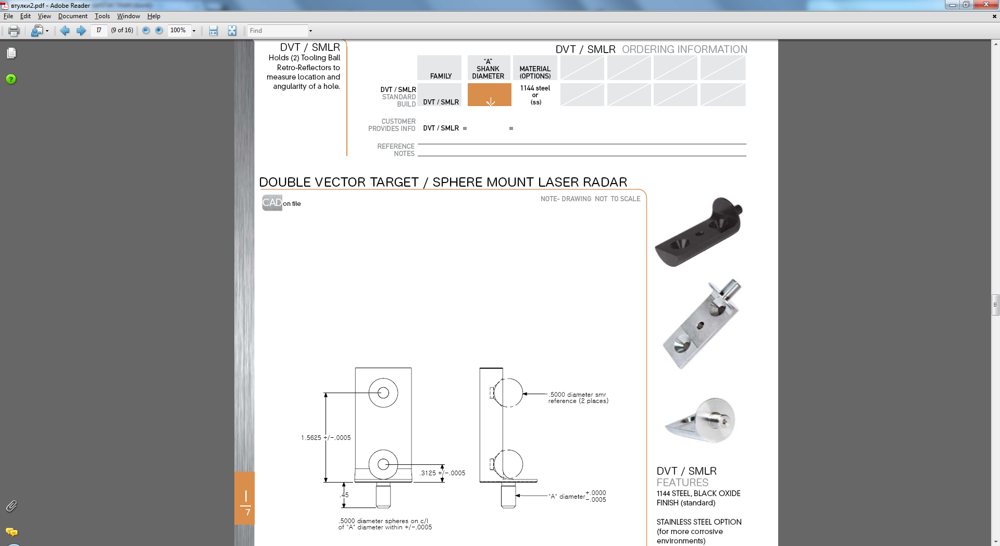 втулки2.pdf - Adobe Reader
File Edit View Document Tools Window Help
I7 (9 of 16) 100% Find
DVT / SMLR
Holds (2) Tooling Ball
Retro-Reflectors to
measure location and
angularity of a hole.
DVT / SMLR ORDERING INFORMATION
FAMILY
“A”
SHANK
DIAMETER
MATERIAL
(OPTIONS)
DVT / SMLR
STANDARD
BUILD
DVT / SMLR
1144 steel
or
(ss)
CUSTOMER
PROVIDES INFO
DVT / SMLR
REFERENCE
NOTES
DOUBLE VECTOR TARGET / SPHERE MOUNT LASER RADAR
CAD on file
NOTE- DRAWING NOT TO SCALE
.5000 diameter smr
reference (2 places)
1.5625 +/-.0005
.3125 +/-.0005
.45
"A" diameter +.0000
-.0005
.5000 diameter spheres on c/l
of "A" diameter within +/-.0005
DVT / SMLR
FEATURES
1144 STEEL, BLACK OXIDE
FINISH (standard)
STAINLESS STEEL OPTION
(for more corrosive
environments)
I
7